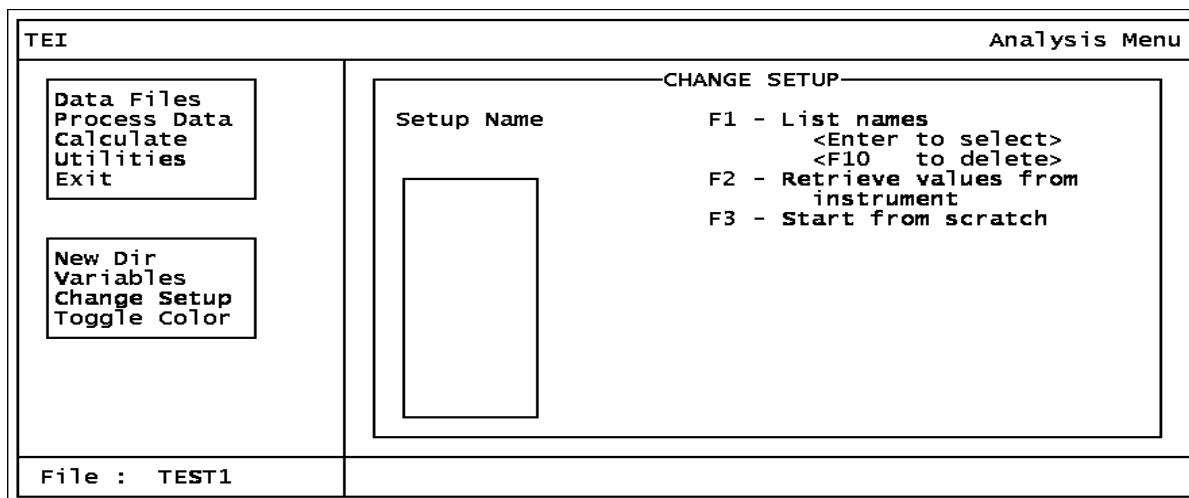 TEI Analysis Menu
Data Files
Process Data
Calculate
Utilities
Exit
New Dir
Variables
Change Setup
Toggle Color
CHANGE SETUP
Setup Name
F1 - List names
<Enter to select>
<F10 to delete>
F2 - Retrieve values from
instrument
F3 - Start from scratch
File : TEST1